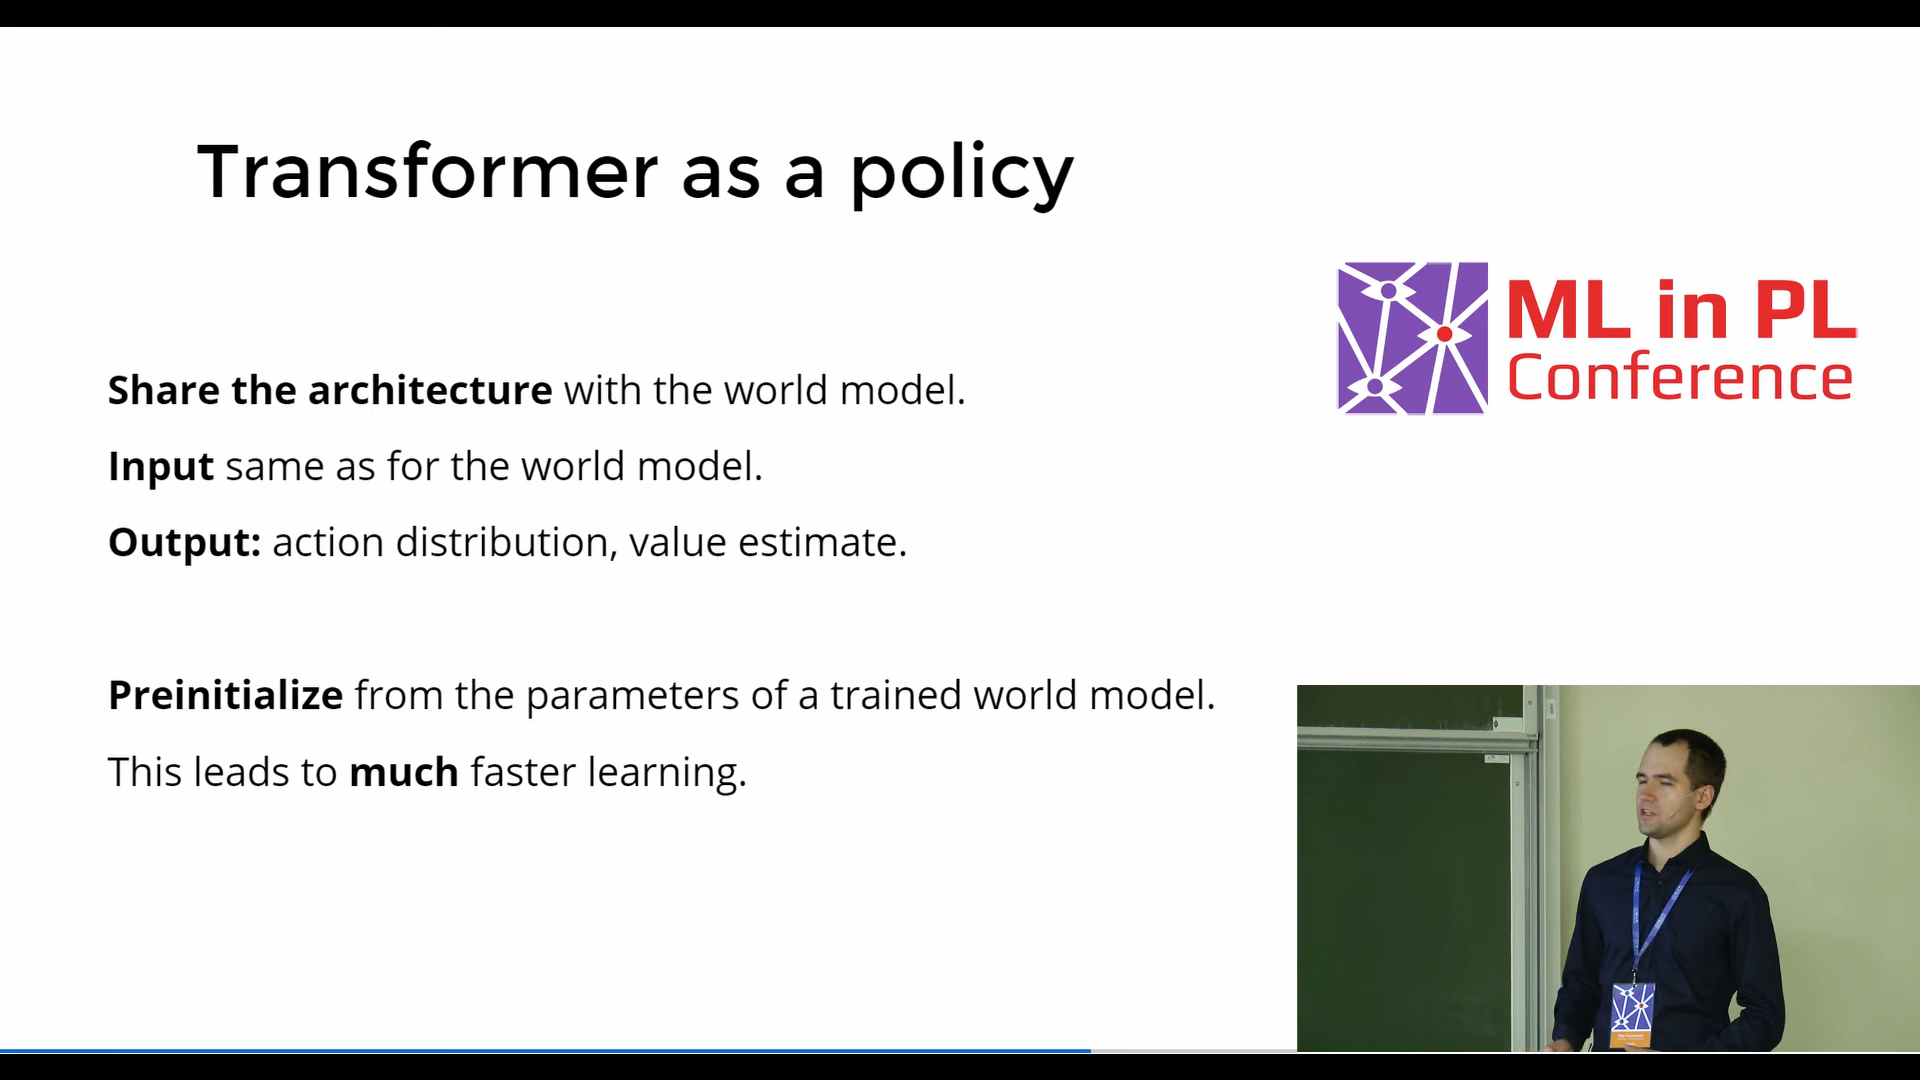 Transformer as a policy
ML in PL
Conference
Share the architecture with the world model.
Input same as for the world model.
Output: action distribution, value estimate.
Preinitialize from the parameters of a trained world model.
This leads to much faster learning.